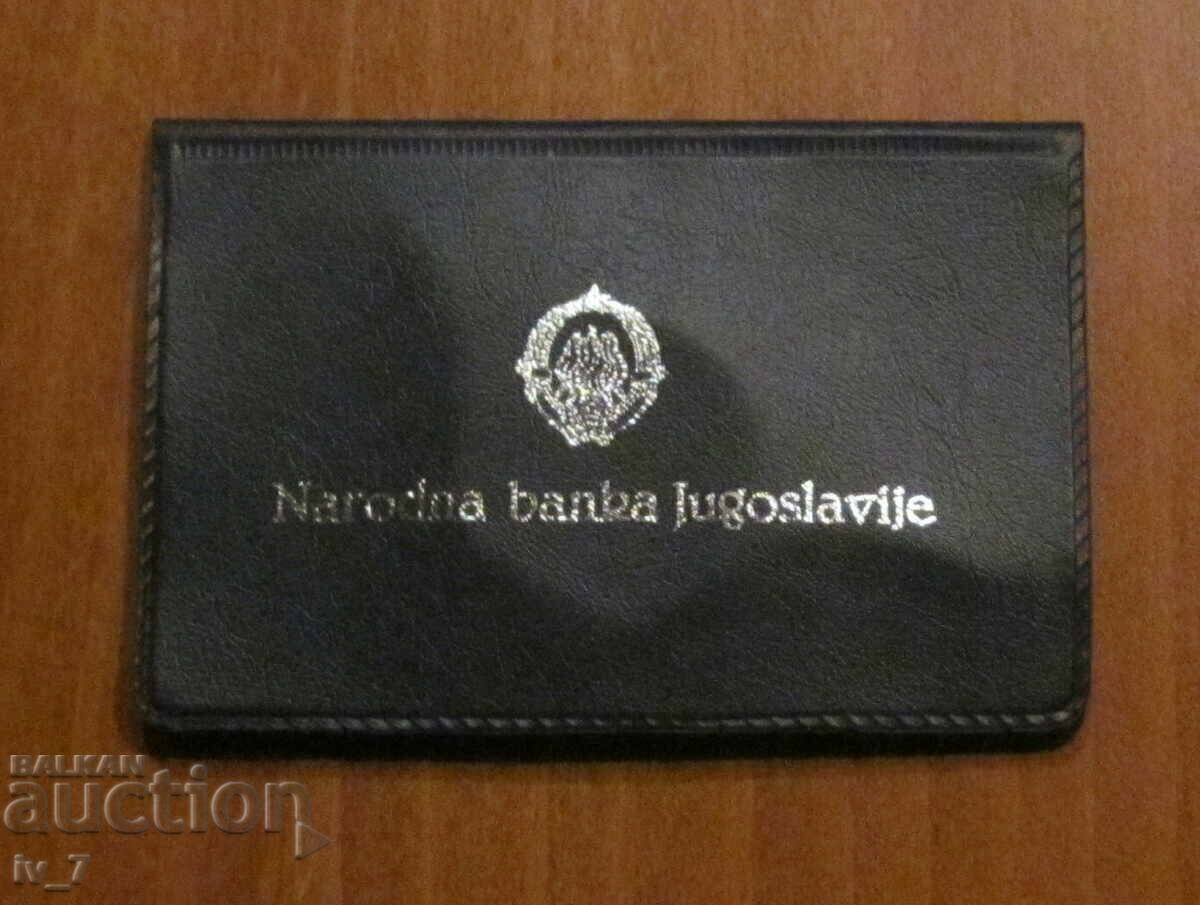 Narodna banka Jugoslavije
BALKAN
auction
iv_7